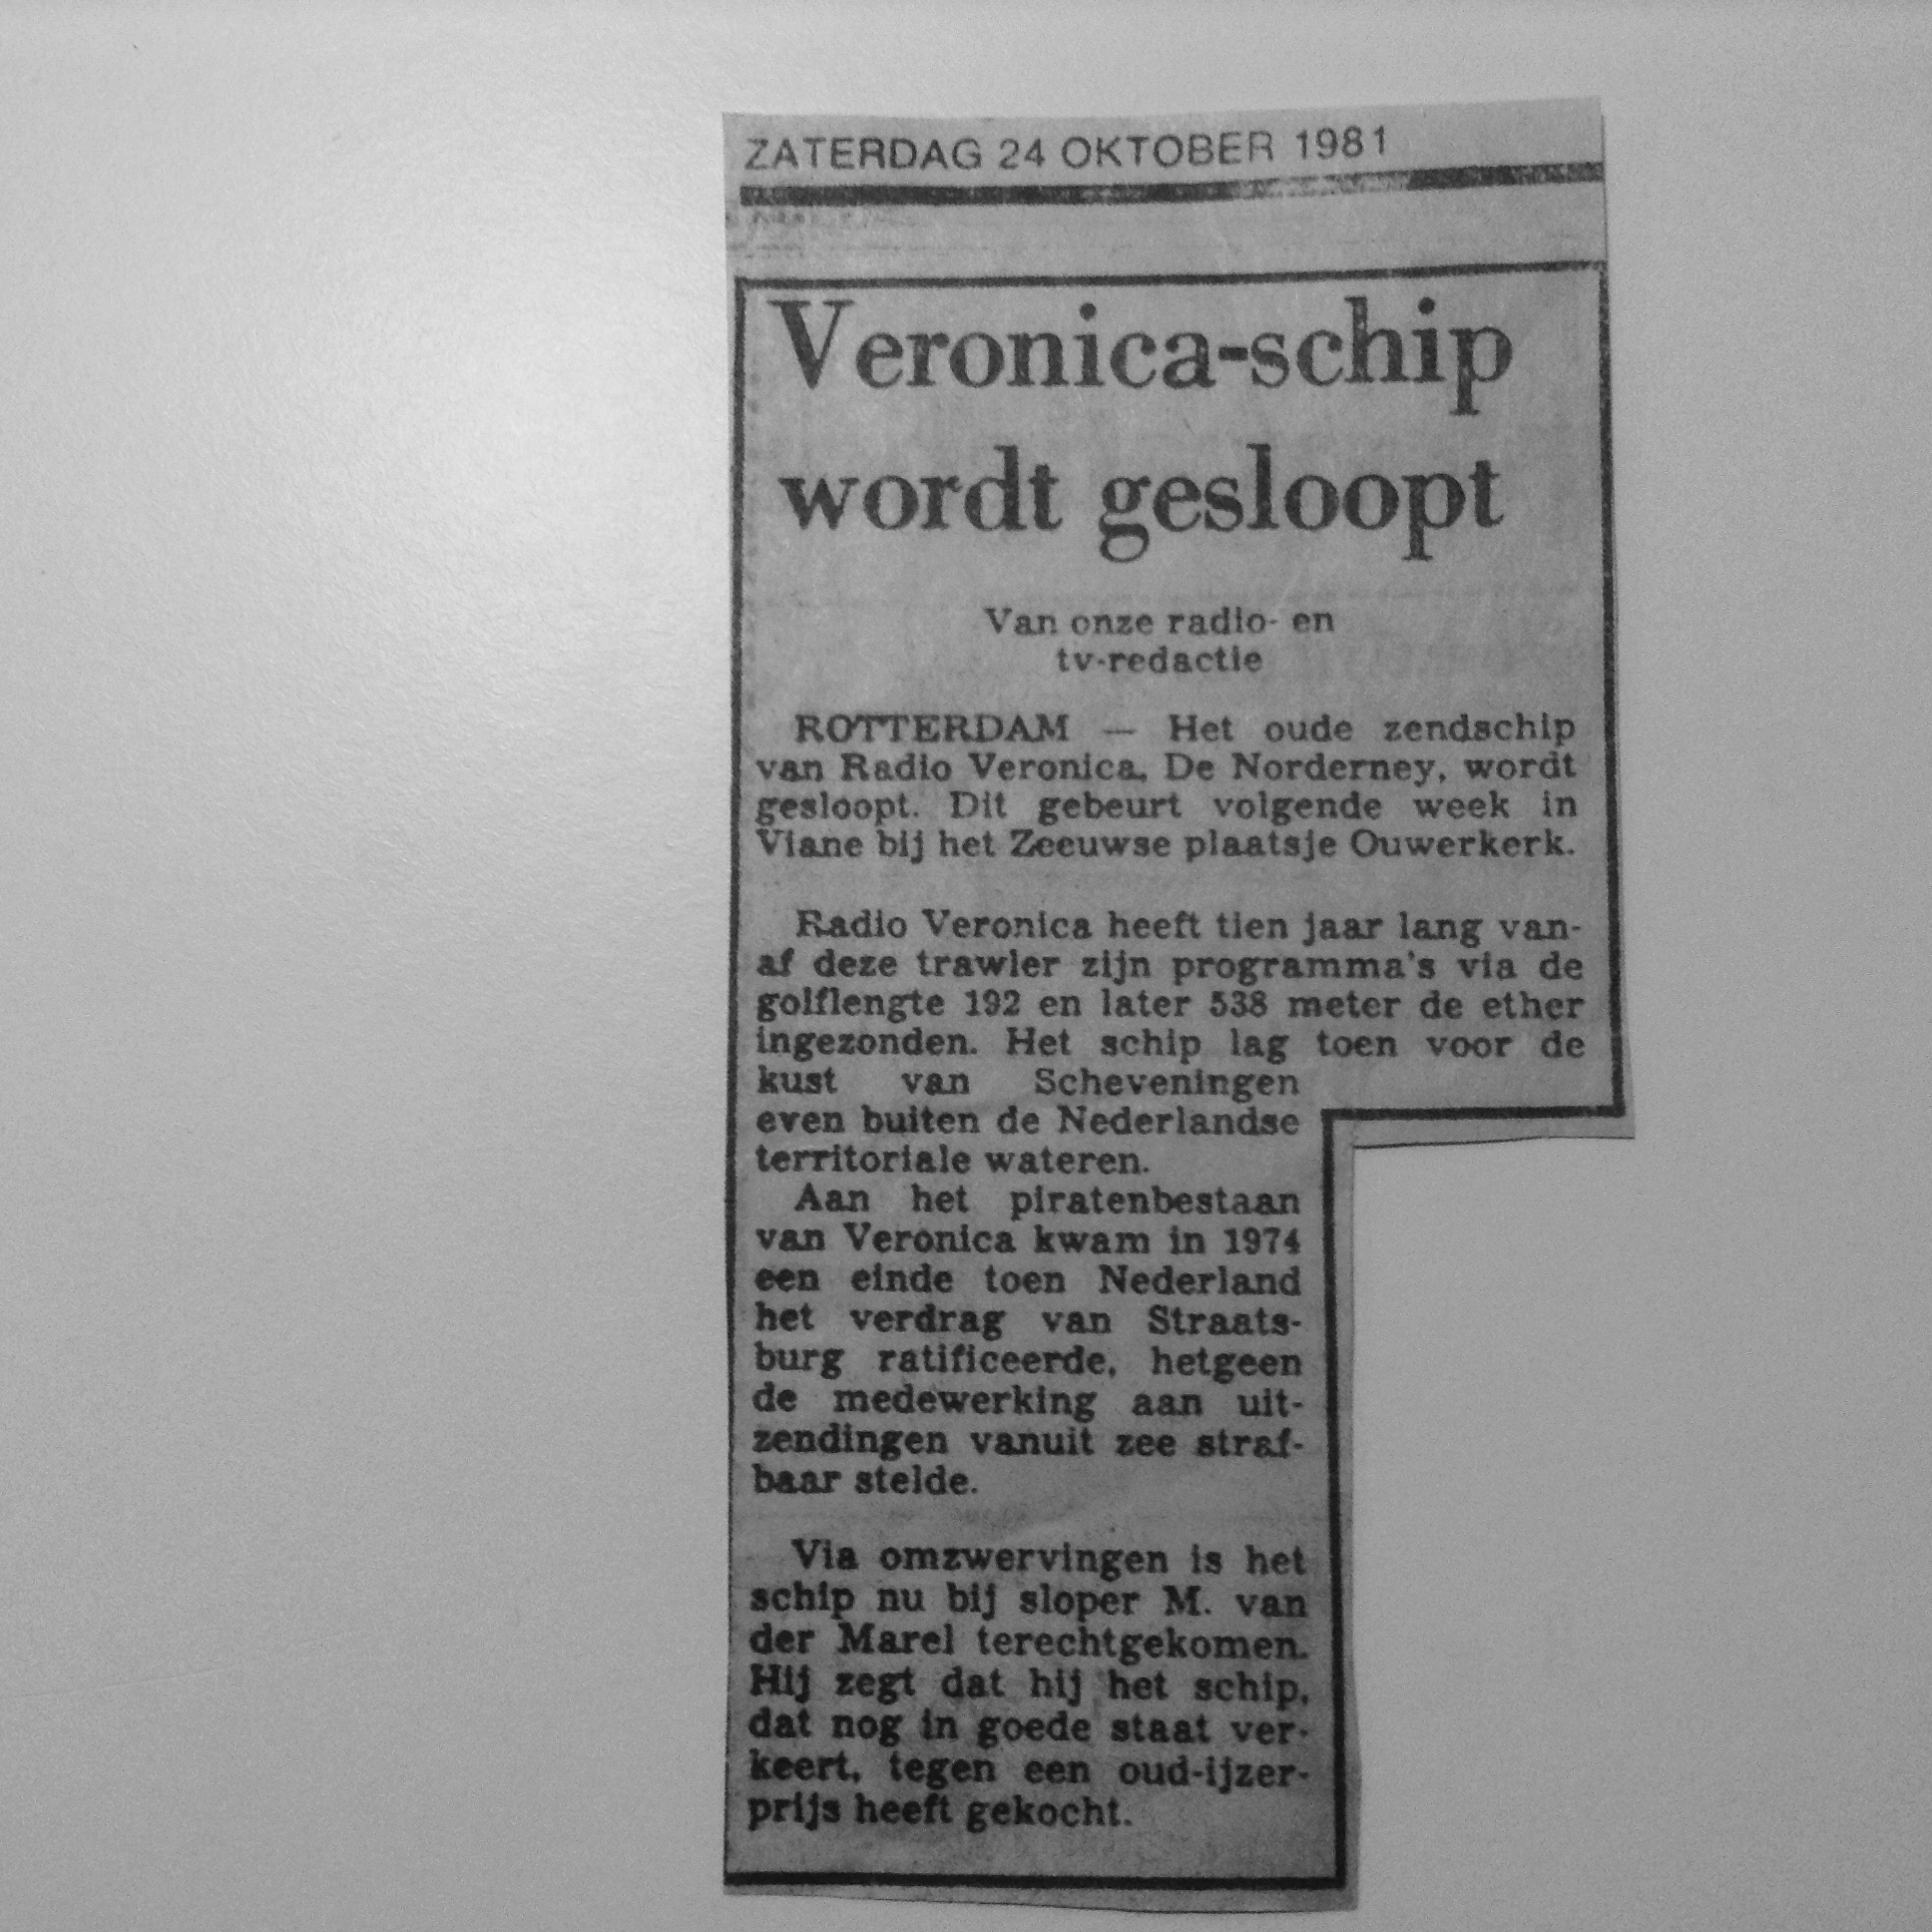 ZATERDAG 24 OKTOBER 1981
Veronica-schip
wordt gesloopt
Van onze radio- en
tv-redactie
ROTTERDAM — Het oude zendschip
van Radio Veronica, De Norderney, wordt
gesloopt. Dit gebeurt volgende week in
Viane bij het Zeeuwse plaatsje Ouwerkerk.
Radio Veronica heeft tien jaar lang van-
af deze trawler zijn programma's via de
golflengte 192 en later 538 meter de ether
ingezonden. Het schip lag toen voor de
kust van Scheveningen
even buiten de Nederlandse
territoriale wateren.
Aan het piratenbestaan
van Veronica kwam in 1974
een einde toen Nederland
het verdrag van Straats-
burg ratificeerde, hetgeen
de medewerking aan uit-
zendingen vanuit zee straf-
baar stelde.
Via omzwervingen is het
schip nu bij sloper M. van
der Marel terechtgekomen.
Hij zegt dat hij het schip,
dat nog in goede staat ver-
keert, tegen een oud-ijzer-
prijs heeft gekocht.